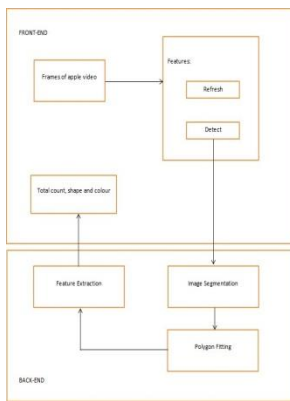 FRONT-END
Frames of apple video
Features:
Refresh
Detect
Total count, shape and colour
Feature Extraction
Image Segmentation
Polygon Fitting
BACK-END